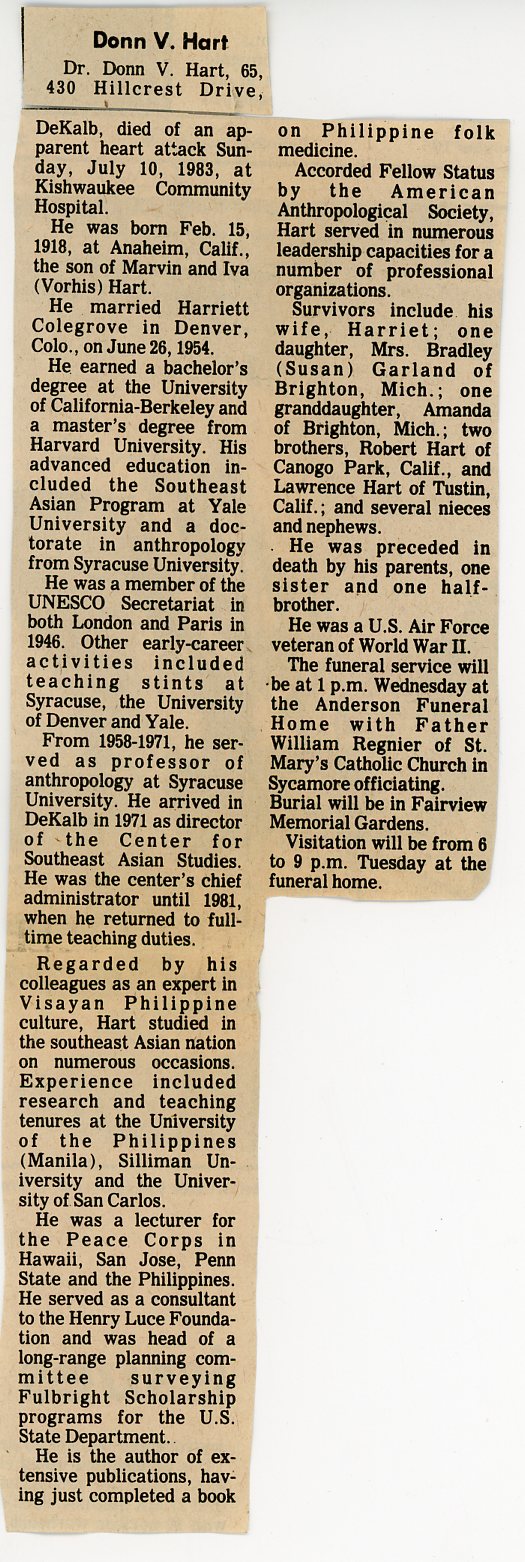 Donn V. Hart
Dr. Donn V. Hart, 65,
430 Hillcrest Drive,
DeKalb, died of an ap-
parent heart attack Sun-
day, July 10, 1983, at
Kishwaukee Community
Hospital.
He was born Feb. 15,
1918, at Anaheim, Calif.,
the son of Marvin and Iva
(Vorhis) Hart.
He married Harriett
Colegrove in Denver,
Colo., on June 26, 1954.
He earned a bachelor's
degree at the University
of California-Berkeley and
a master's degree from
Harvard University. His
advanced education in-
cluded the Southeast
Asian Program at Yale
University and a doc-
torate in anthropology
from Syracuse University.
He was a member of the
UNESCO Secretariat in
both London and Paris in
1946. Other early-career
activities included
teaching stints at
Syracuse, the University
of Denver and Yale.
From 1958-1971, he ser-
ved as professor of
anthropology at Syracuse
University. He arrived in
DeKalb in 1971 as director
of the Center for
Southeast Asian Studies.
He was the center's chief
administrator until 1981,
when he returned to full-
time teaching duties.
Regarded by his
colleagues as an expert in
Visayan Philippine
culture, Hart studied in
the southeast Asian nation
on numerous occasions.
Experience included
research and teaching
tenures at the University
of the Philippines
(Manila), Silliman Un-
iversity and the Univer-
sity of San Carlos.
He was a lecturer for
the Peace Corps in
Hawaii, San Jose, Penn
State and the Philippines.
He served as a consultant
to the Henry Luce Founda-
tion and was head of a
long-range planning com-
mittee surveying
Fulbright Scholarship
programs for the U.S.
State Department.
He is the author of ex-
tensive publications, hav-
ing just completed a book
on Philippine folk
medicine.
Accorded Fellow Status
by the American
Anthropological Society,
Hart served in numerous
leadership capacities for a
number of professional
organizations.
Survivors include his
wife, Harriet; one
daughter, Mrs. Bradley
(Susan) Garland of
Brighton, Mich.; one
granddaughter, Amanda
of Brighton, Mich.; two
brothers, Robert Hart of
Canogo Park, Calif., and
Lawrence Hart of Tustin,
Calif.; and several nieces
and nephews.
He was preceded in
death by his parents, one
sister and one half-
brother.
He was a U.S. Air Force
veteran of World War II.
The funeral service will
be at 1 p.m. Wednesday at
the Anderson Funeral
Home with Father
William Regnier of St.
Mary's Catholic Church in
Sycamore officiating.
Burial will be in Fairview
Memorial Gardens.
Visitation will be from 6
to 9 p.m. Tuesday at the
funeral home.